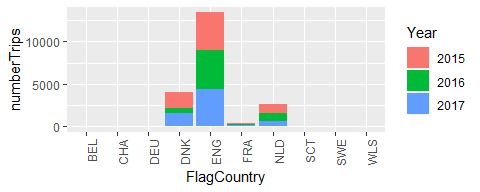 numberTrips
10000
5000
0
BEL
CHA
DEU
DNK
ENG
FRA
NLD
SCT
SWE
WLS
FlagCountry
Year
2015
2016
2017